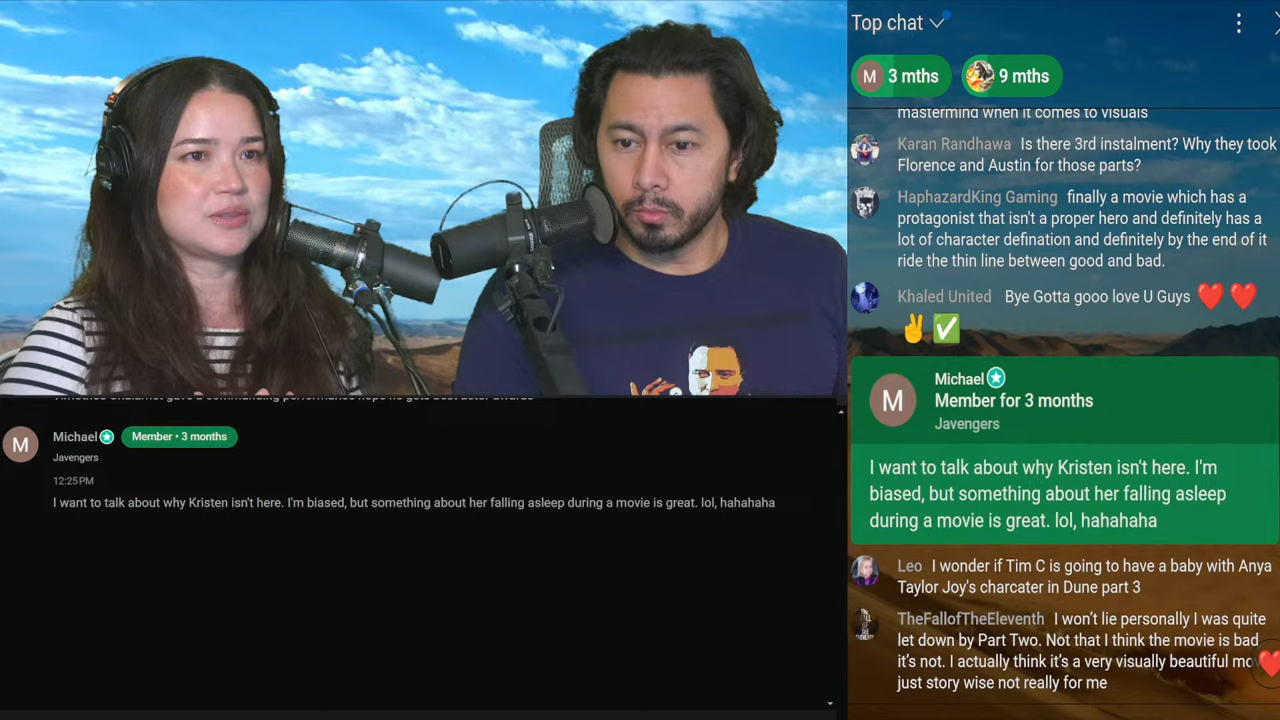 Top chat
M 3 mths
9 mths
mastermind when it comes to visuals
Karan Randhawa Is there 3rd instalment? Why they took
Florence and Austin for those parts?
HaphazardKing Gaming finally a movie which has a
protagonist that isn't a proper hero and definitely has a
lot of character defination and definitely by the end of it
ride the thin line between good and bad.
Khaled United Bye Gotta gooo love U Guys ❤️❤️
✌️✅
M
Michael
Member for 3 months
Javengers
I want to talk about why Kristen isn't here. I'm
biased, but something about her falling asleep
during a movie is great. lol, hahahaha
Leo I wonder if Tim C is going to have a baby with Anya
Taylor Joy's charcater in Dune part 3
TheFallofTheEleventh I won't lie personally I was quite
let down by Part Two. Not that I think the movie is bad
it's not. I actually think it's a very visually beautiful mo
just story wise not really for me
M
Michael Member • 3 months
Javengers
12:25 PM
I want to talk about why Kristen isn't here. I'm biased, but something about her falling asleep during a movie is great. lol, hahahaha